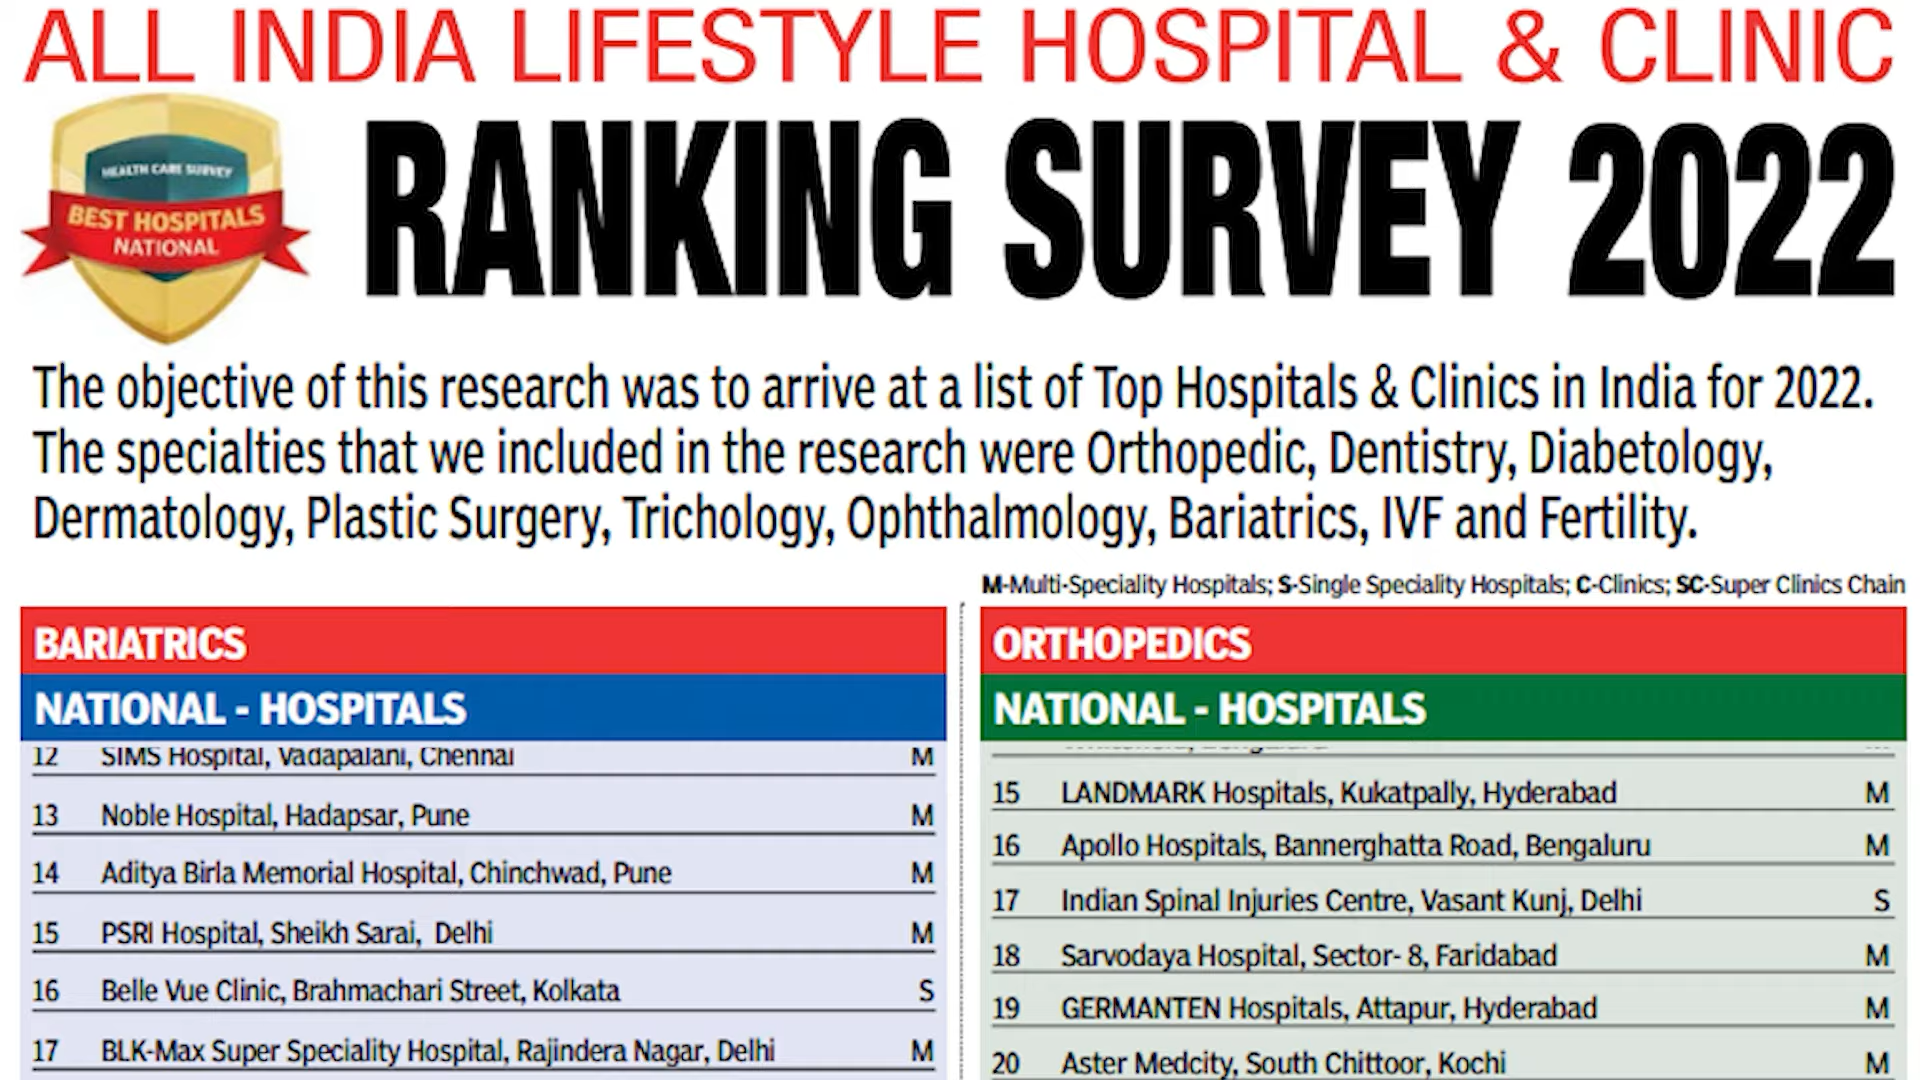 ALL INDIA LIFESTYLE HOSPITAL & CLINIC
HEALTH CARE SURVEY
BEST HOSPITALS
NATIONAL
RANKING SURVEY 2022
The objective of this research was to arrive at a list of Top Hospitals & Clinics in India for 2022.
The specialties that we included in the research were Orthopedic, Dentistry, Diabetology,
Dermatology, Plastic Surgery, Trichology, Ophthalmology, Bariatrics, IVF and Fertility.
M-Multi-Speciality Hospitals; S-Single Speciality Hospitals; C-Clinics; SC-Super Clinics Chain
BARIATRICS
NATIONAL - HOSPITALS
12 SIMS Hospital, Vadapalani, Chennai M
13 Noble Hospital, Hadapsar, Pune M
14 Aditya Birla Memorial Hospital, Chinchwad, Pune M
15 PSRI Hospital, Sheikh Sarai, Delhi M
16 Belle Vue Clinic, Brahmachari Street, Kolkata S
17 BLK-Max Super Speciality Hospital, Rajindera Nagar, Delhi M
ORTHOPEDICS
NATIONAL - HOSPITALS
15 LANDMARK Hospitals, Kukatpally, Hyderabad M
16 Apollo Hospitals, Bannerghatta Road, Bengaluru M
17 Indian Spinal Injuries Centre, Vasant Kunj, Delhi S
18 Sarvodaya Hospital, Sector- 8, Faridabad M
19 GERMANTEN Hospitals, Attapur, Hyderabad M
20 Aster Medcity, South Chittoor, Kochi M